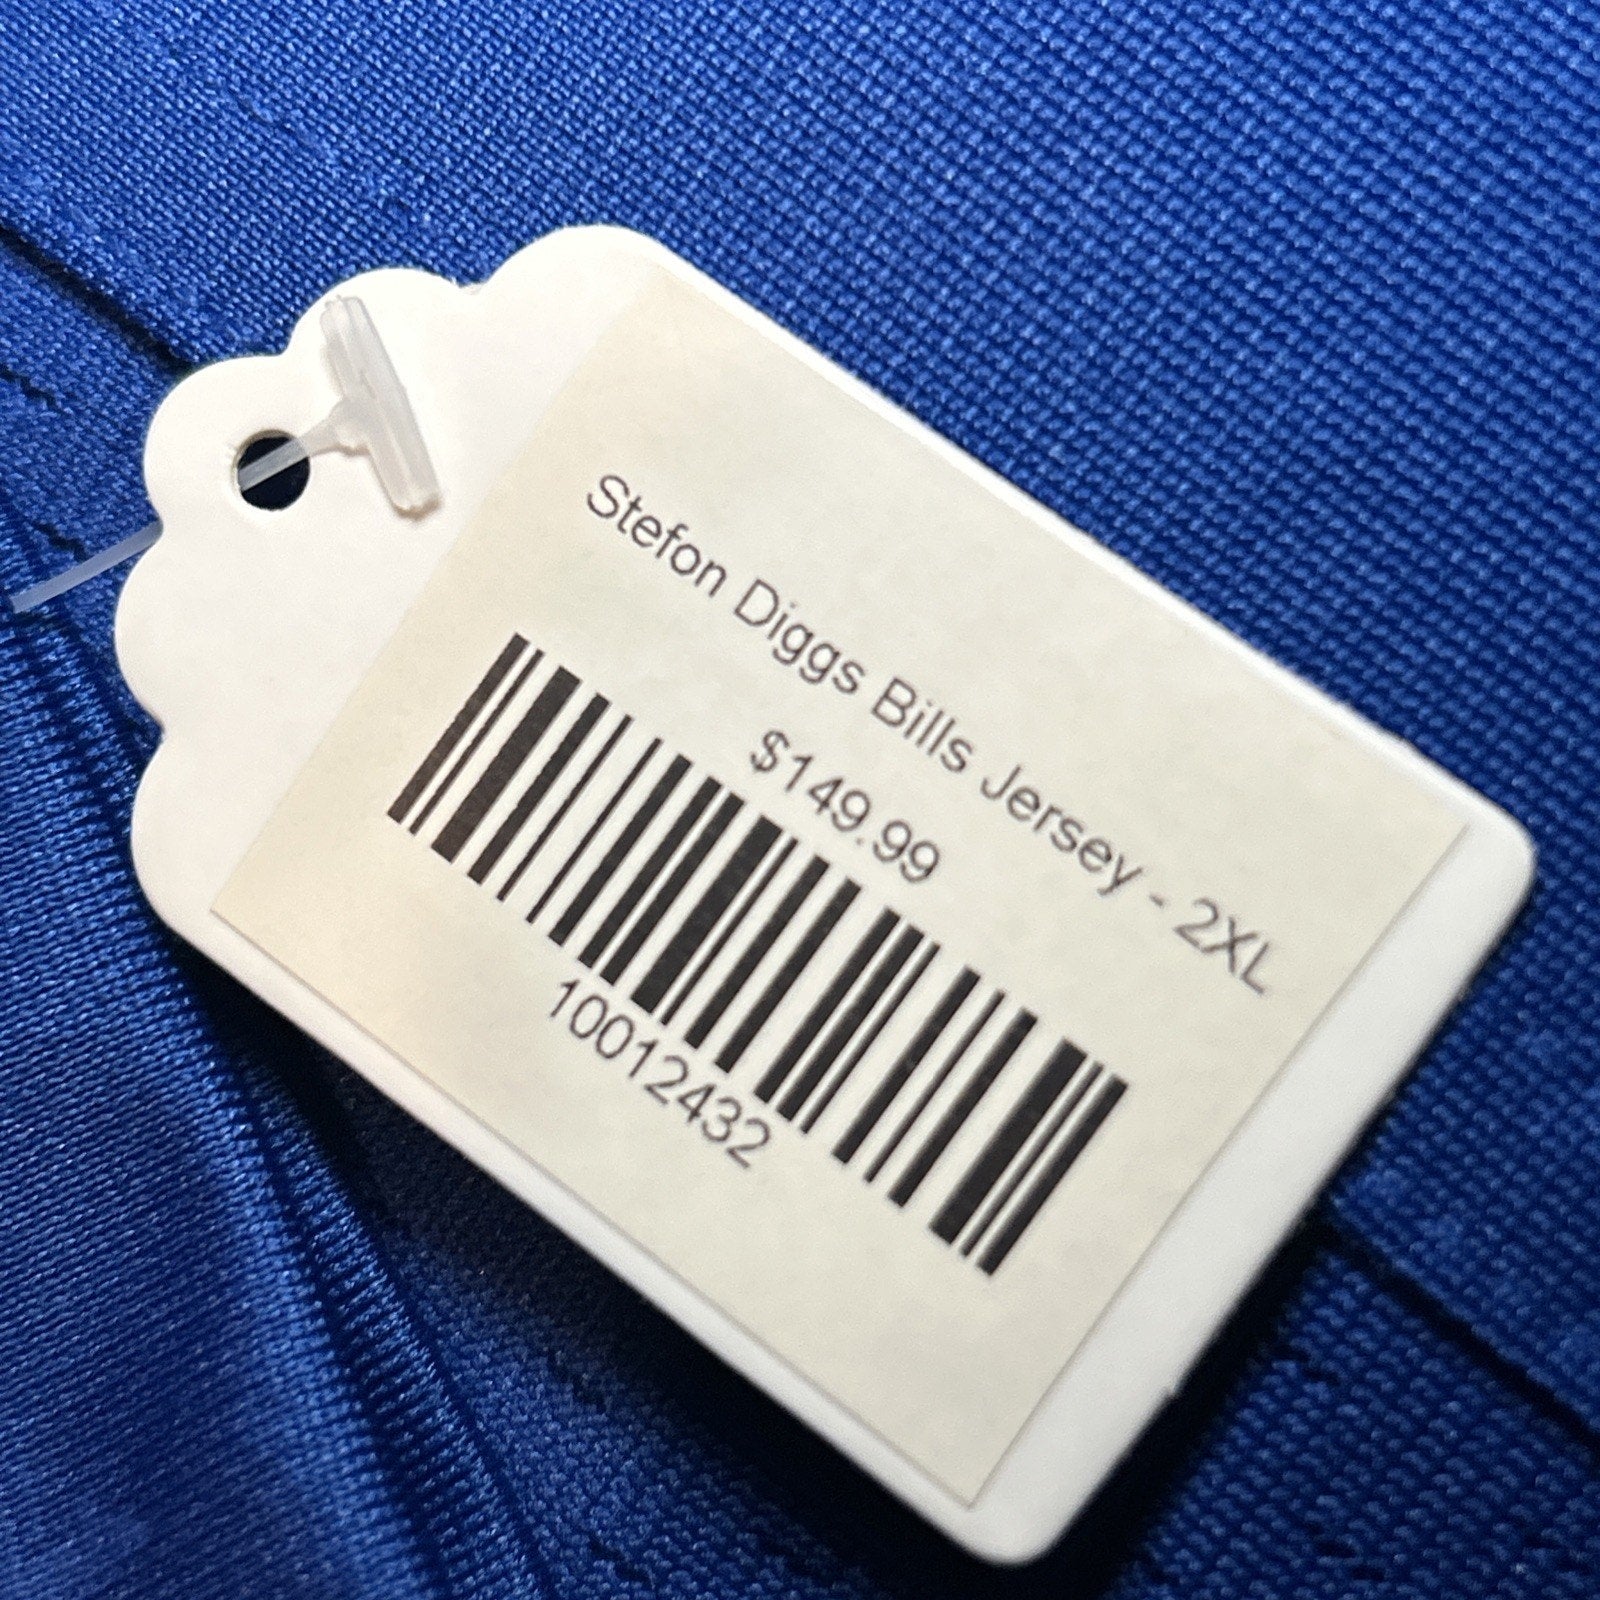 Stefon Diggs Bills Jersey - 2XL
$149.99
10012432